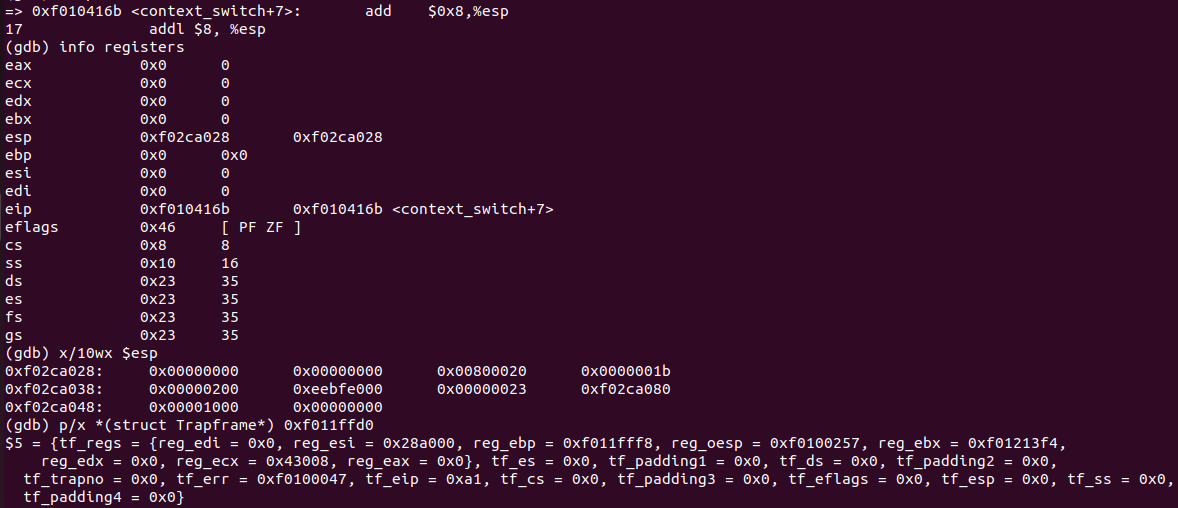 => 0xf010416b <context_switch+7>:       add    $0x8,%esp
17              addl $8, %esp
(gdb) info registers
eax            0x0      0
ecx            0x0      0
edx            0x0      0
ebx            0x0      0
esp            0xf02ca028       0xf02ca028
ebp            0x0      0x0
esi            0x0      0
edi            0x0      0
eip            0xf010416b       0xf010416b <context_switch+7>
eflags         0x46     [ PF ZF ]
cs             0x8      8
ss             0x10     16
ds             0x23     35
es             0x23     35
fs             0x23     35
gs             0x23     35
(gdb) x/10wx $esp
0xf02ca028:     0x00000000      0x00000000      0x00800020      0x0000001b
0xf02ca038:     0x00000200      0xeebfe000      0x00000023      0xf02ca080
0xf02ca048:     0x00001000      0x00000000
(gdb) p/x *(struct Trapframe*) 0xf011ffd0
$5 = {tf_regs = {reg_edi = 0x0, reg_esi = 0x28a000, reg_ebp = 0xf011fff8, reg_oesp = 0xf0100257, reg_ebx = 0xf01213f4,
    reg_edx = 0x0, reg_ecx = 0x43008, reg_eax = 0x0}, tf_es = 0x0, tf_padding1 = 0x0, tf_ds = 0x0, tf_padding2 = 0x0,
  tf_trapno = 0x0, tf_err = 0xf0100047, tf_eip = 0xa1, tf_cs = 0x0, tf_padding3 = 0x0, tf_eflags = 0x0, tf_esp = 0x0, tf_ss = 0x0,
  tf_padding4 = 0x0}